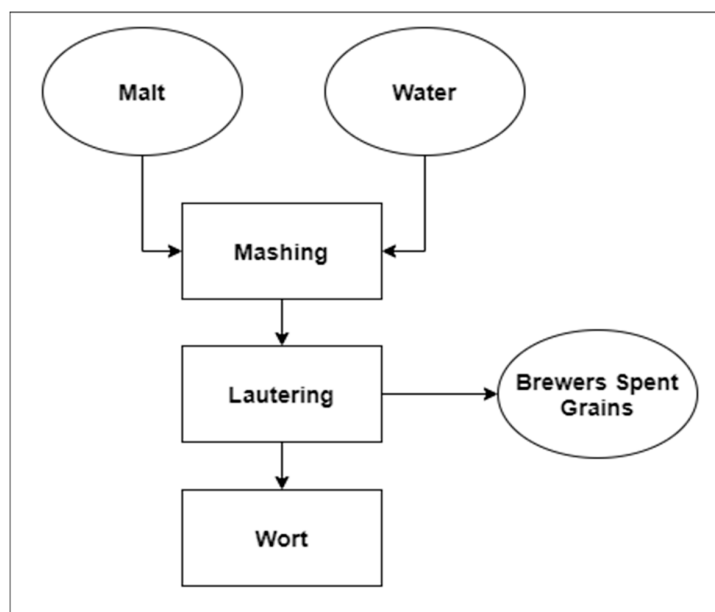 Malt
Water
Mashing
Lautering
Brewers Spent
Grains
Wort